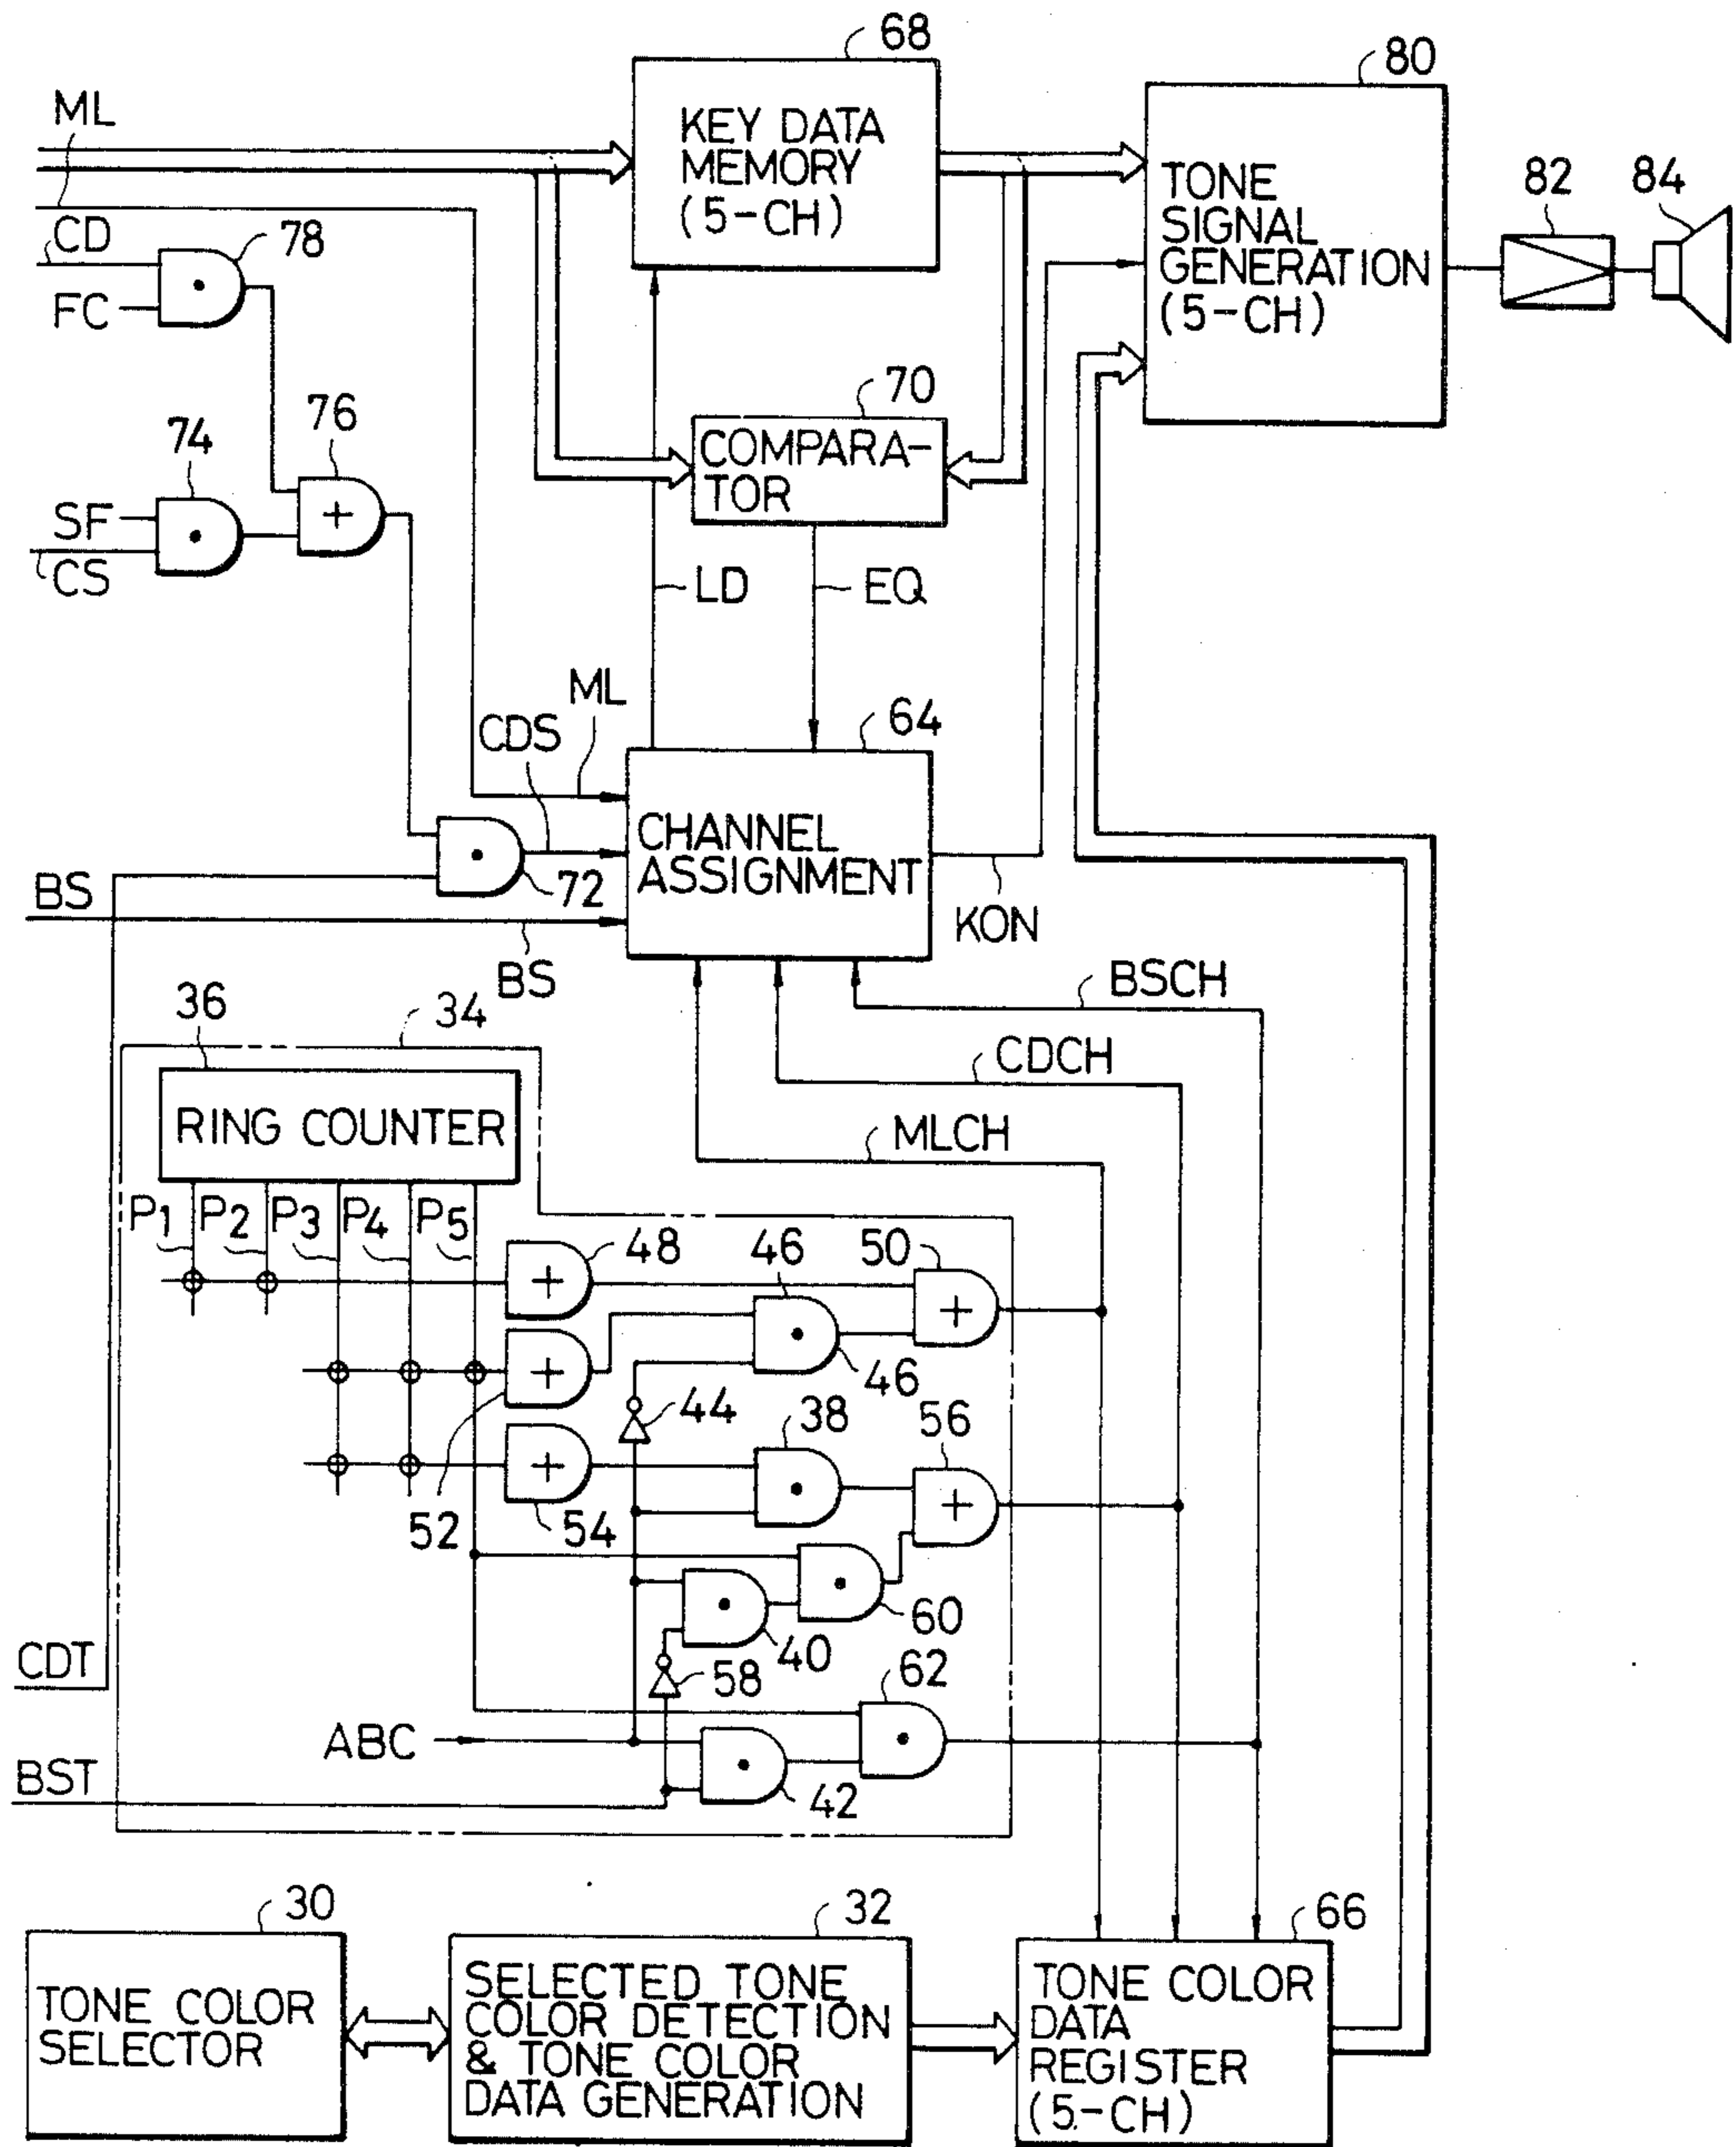 68
80
ML
KEY DATA
MEMORY
(5-CH)
TONE
SIGNAL
GENERATION
(5-CH)
82
84
CD
78
FC
70
COMPARA-
TOR
74
76
SF
CS
LD
EQ
ML
CDS
64
CHANNEL
ASSIGNMENT
72
BS
BS
KON
BSCH
36
34
CDCH
RING COUNTER
MLCH
P1
P2
P3
P4
P5
48
46
50
46
44
38
56
52
54
60
40
CDT
58
62
ABC
BST
42
30
32
66
TONE COLOR
SELECTOR
SELECTED TONE
COLOR DETECTION
& TONE COLOR
DATA GENERATION
TONE COLOR
DATA
REGISTER
(5-CH)